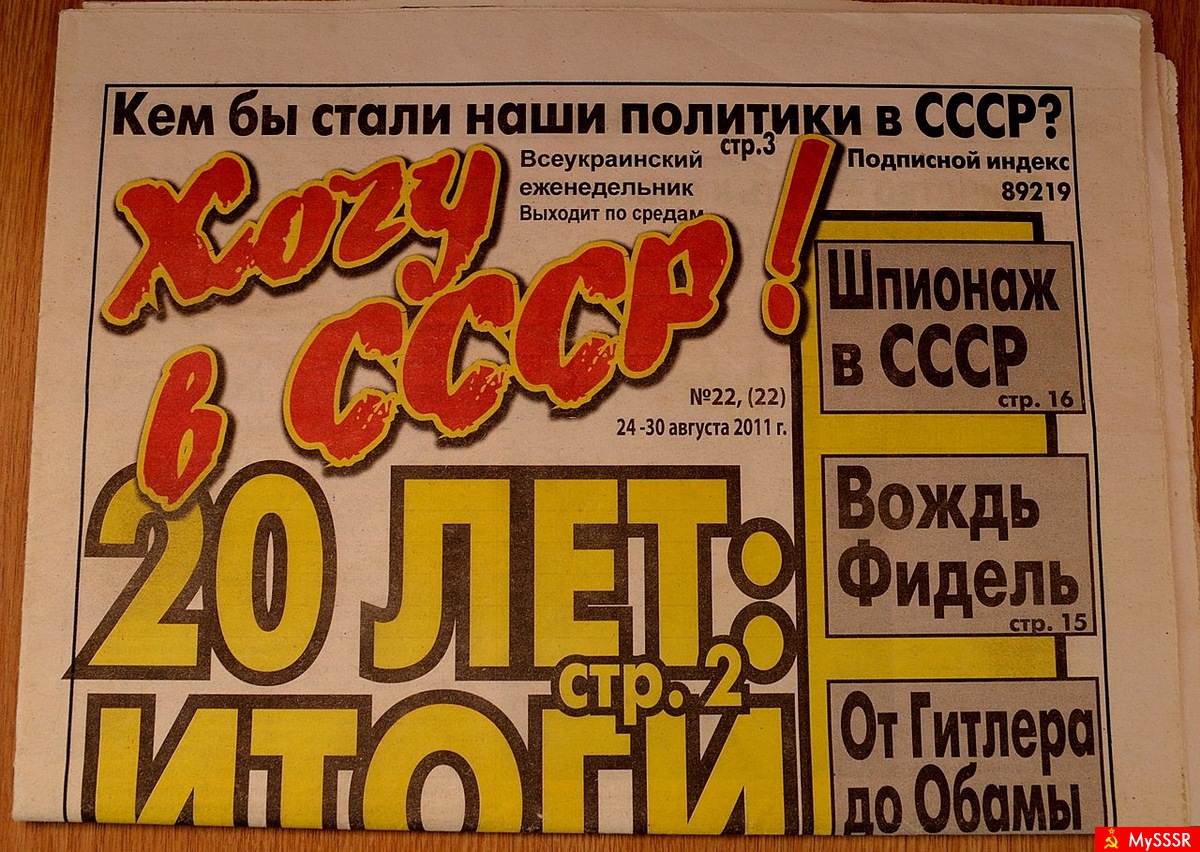 Кем бы стали наши политики в СССР?
стр.3
Всеукраинский
еженедельник
Выходит по средам
Подписной индекс
89219
Хочу
в СССР!
№22, (22)
24 -30 августа 2011 г.
20 ЛЕТ:
стр. 2
ИТОГИ
Шпионаж
в СССР
стр. 16
Вождь
Фидель
стр. 15
От Гитлера
до Обамы
MySSSR